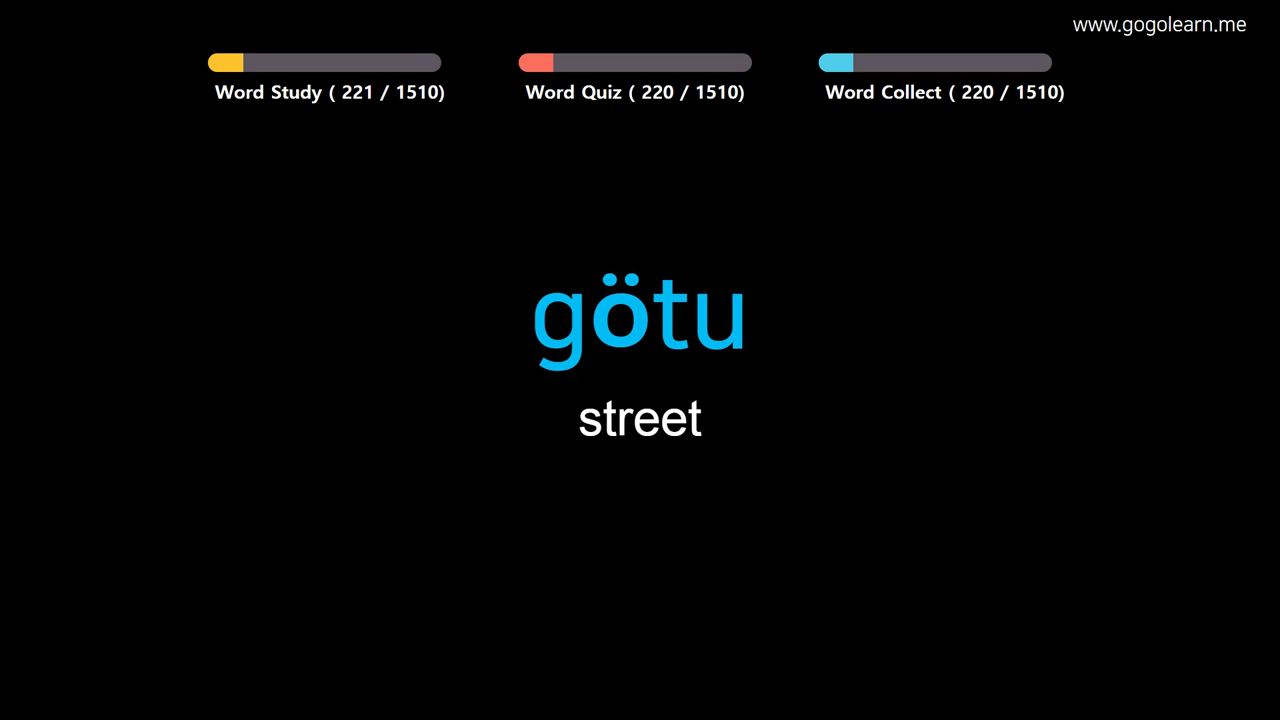 www.gogolearn.me
Word Study ( 221 / 1510)
Word Quiz ( 220 / 1510)
Word Collect ( 220 / 1510)
götu
street